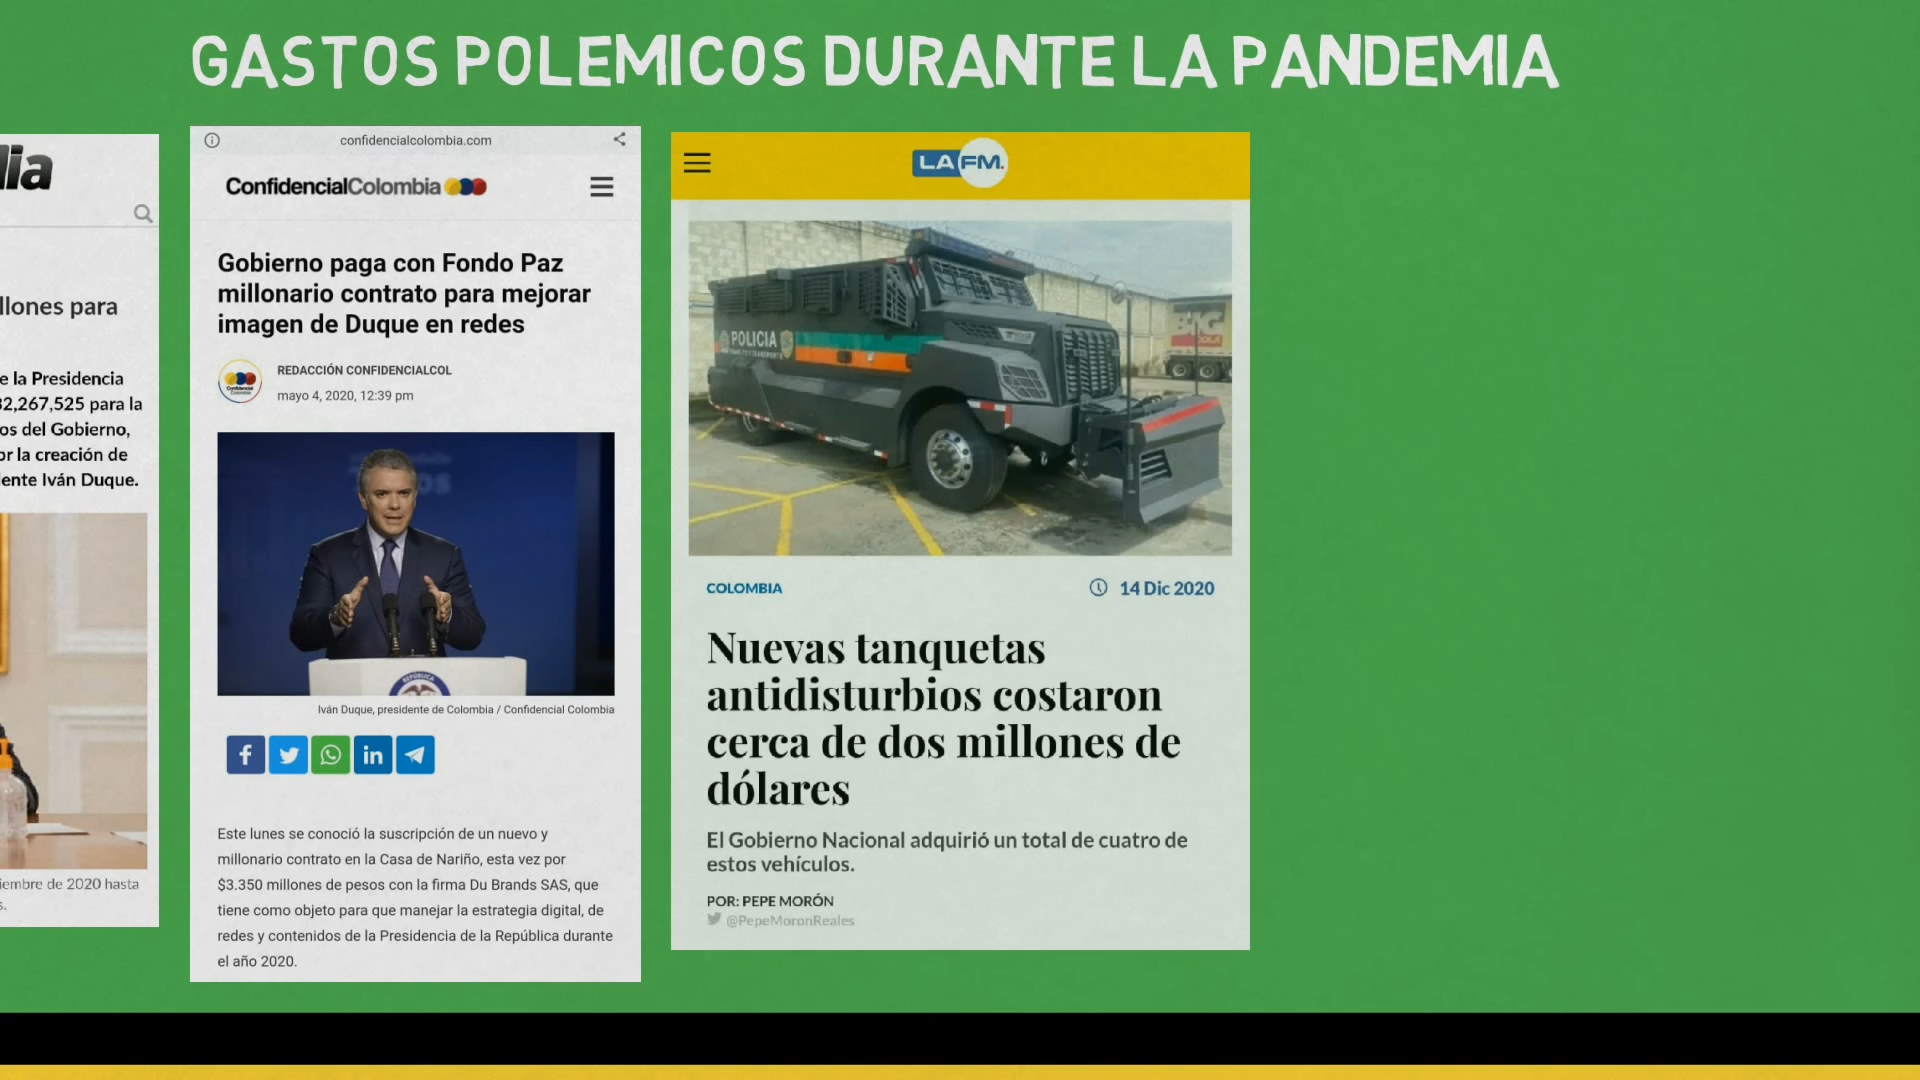 GASTOS POLEMICOS DURANTE LA PANDEMIA
lia
llones para
e la Presidencia
32,267,525 para la
os del Gobierno,
or la creación de
ente Iván Duque.
iembre de 2020 hasta
s.
confidencialcolombia.com
ConfidencialColombia
Gobierno paga con Fondo Paz
millonario contrato para mejorar
imagen de Duque en redes
REDACCIÓN CONFIDENCIALCOL
mayo 4, 2020, 12:39 pm
REPÚBLICA
Iván Duque, presidente de Colombia / Confidencial Colombia
Este lunes se conoció la suscripción de un nuevo y
millonario contrato en la Casa de Nariño, esta vez por
$3.350 millones de pesos con la firma Du Brands SAS, que
tiene como objeto para que manejar la estrategia digital, de
redes y contenidos de la Presidencia de la República durante
el año 2020.
LA FM.
POLICIA
COLOMBIA
14 Dic 2020
Nuevas tanquetas
antidisturbios costaron
cerca de dos millones de
dólares
El Gobierno Nacional adquirió un total de cuatro de
estos vehículos.
POR: PEPE MORÓN
@PepeMoronReales